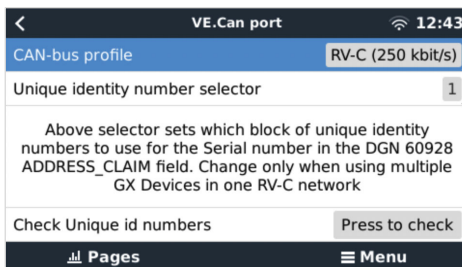 VE.Can port 12:43
CAN-bus profile RV-C (250 kbit/s)
Unique identity number selector 1
Above selector sets which block of unique identity
numbers to use for the Serial number in the DGN 60928
ADDRESS_CLAIM field. Change only when using multiple
GX Devices in one RV-C network
Check Unique id numbers Press to check
Pages Menu